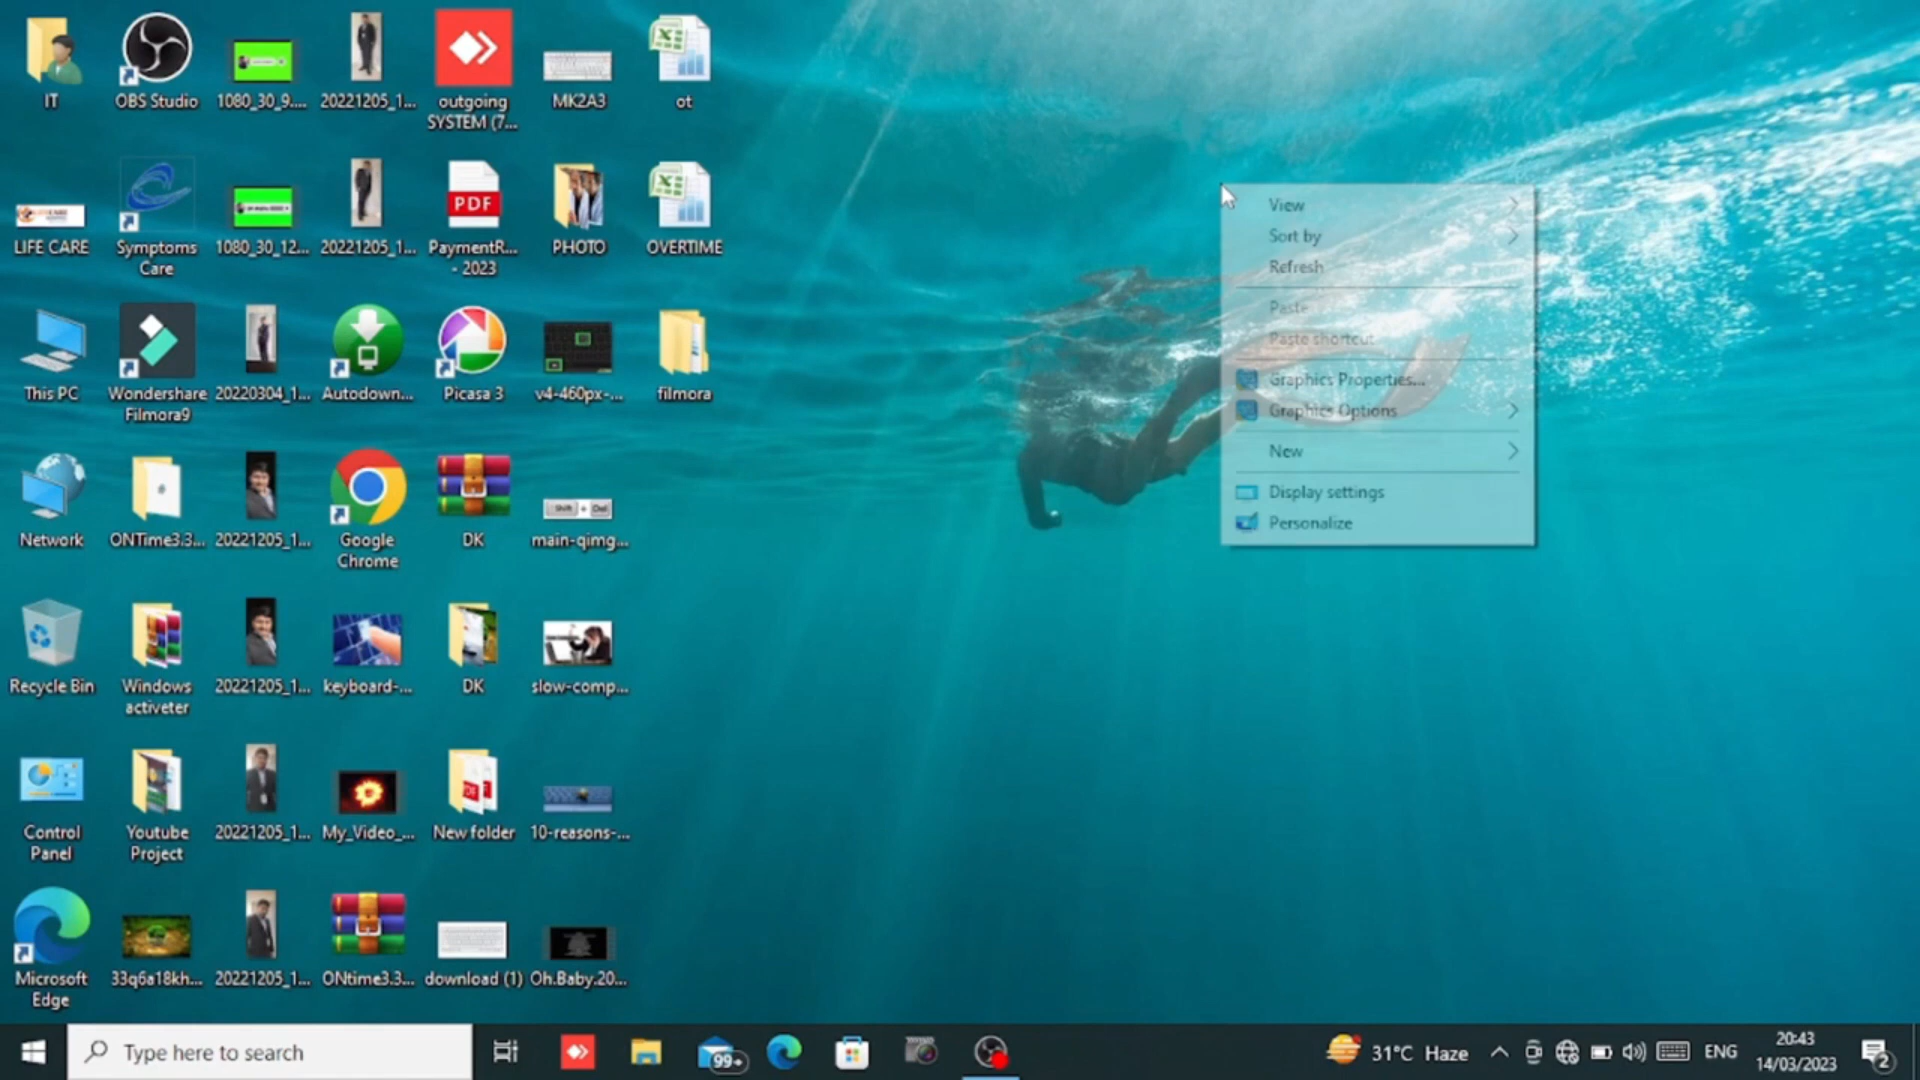 IT
OBS Studio
1080_30_9....
20221205_1...
outgoing
SYSTEM (7...
MK2A3
ot
LIFE CARE
Symptoms
Care
1080_30_12...
20221205_1...
PDF
PaymentR...
- 2023
PHOTO
OVERTIME
This PC
Wondershare
Filmora9
20220304_1...
Autodown...
Picasa 3
v4-460px-...
filmora
Network
ONTime3.3...
20221205_1...
Google
Chrome
DK
Shift + Del
main-qimg...
Recycle Bin
Windows
activeter
20221205_1...
keyboard-...
DK
slow-comp...
Control
Panel
Youtube
Project
20221205_1...
My_Video_...
New folder
10-reasons-...
Microsoft
Edge
33q6a18kh...
20221205_1...
ONtime3.3...
download (1)
Oh.Baby.20...
View
Sort by
Refresh
Paste
Paste shortcut
Graphics Properties...
Graphics Options
New
Display settings
Personalize
Type here to search
99+
31°C Haze
ENG
20:43
14/03/2023
2